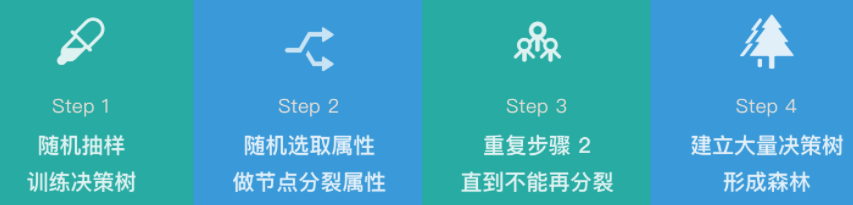 Step 1
随机抽样
训练决策树
Step 2
随机选取属性
做节点分裂属性
Step 3
重复步骤 2
直到不能再分裂
Step 4
建立大量决策树
形成森林